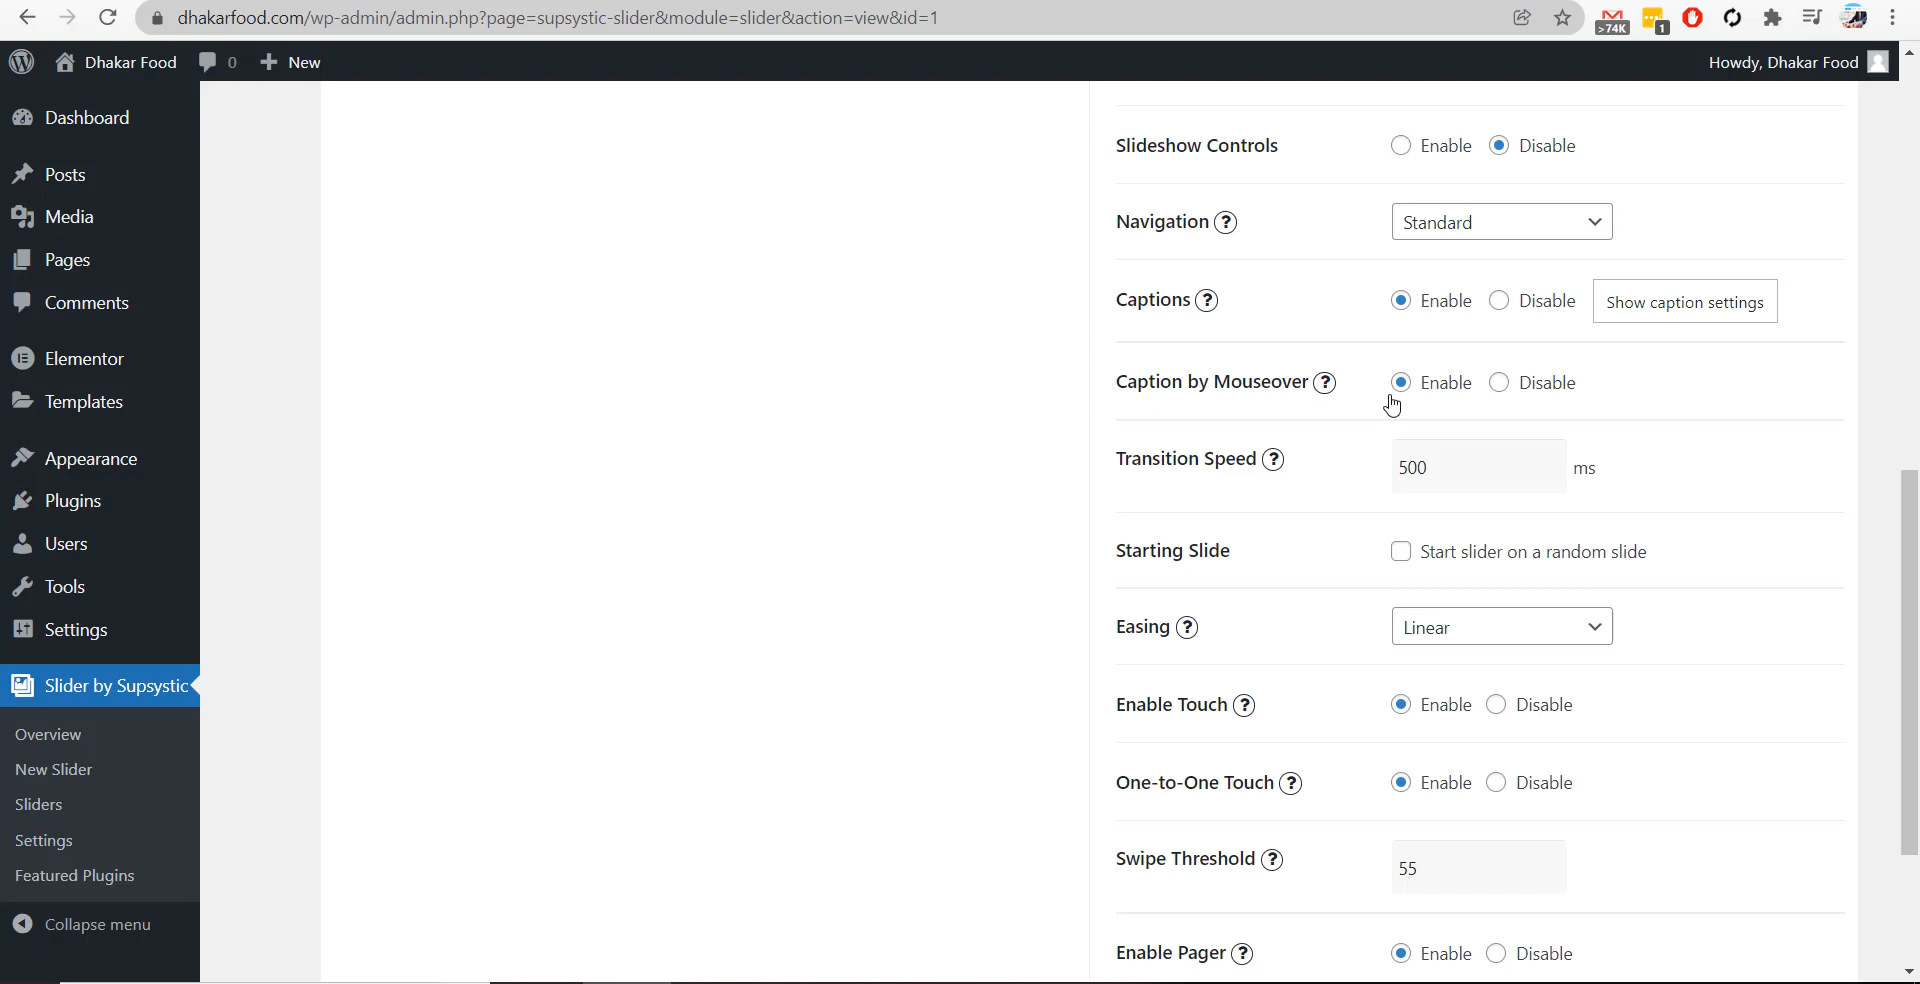 dhakarfood.com/wp-admin/admin.php?page=supsystic-slider&module=slider&action=view&id=1
>74K
1
Dhakar Food
0
New
Howdy, Dhakar Food
Dashboard
Posts
Media
Pages
Comments
Elementor
Templates
Appearance
Plugins
Users
Tools
Settings
Slider by Supsystic
Overview
New Slider
Sliders
Settings
Featured Plugins
Collapse menu
Slideshow Controls Enable Disable
Navigation ? Standard
Captions ? Enable Disable Show caption settings
Caption by Mouseover ? Enable Disable
Transition Speed ? 500 ms
Starting Slide Start slider on a random slide
Easing ? Linear
Enable Touch ? Enable Disable
One-to-One Touch ? Enable Disable
Swipe Threshold ? 55
Enable Pager ? Enable Disable